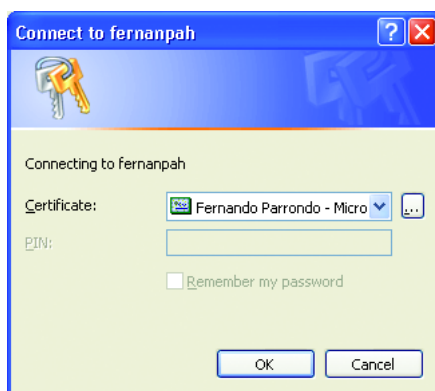 Connect to fernanpah
Connecting to fernanpah
Certificate: Fernando Parrondo - Micro ...
PIN:
Remember my password
OK Cancel